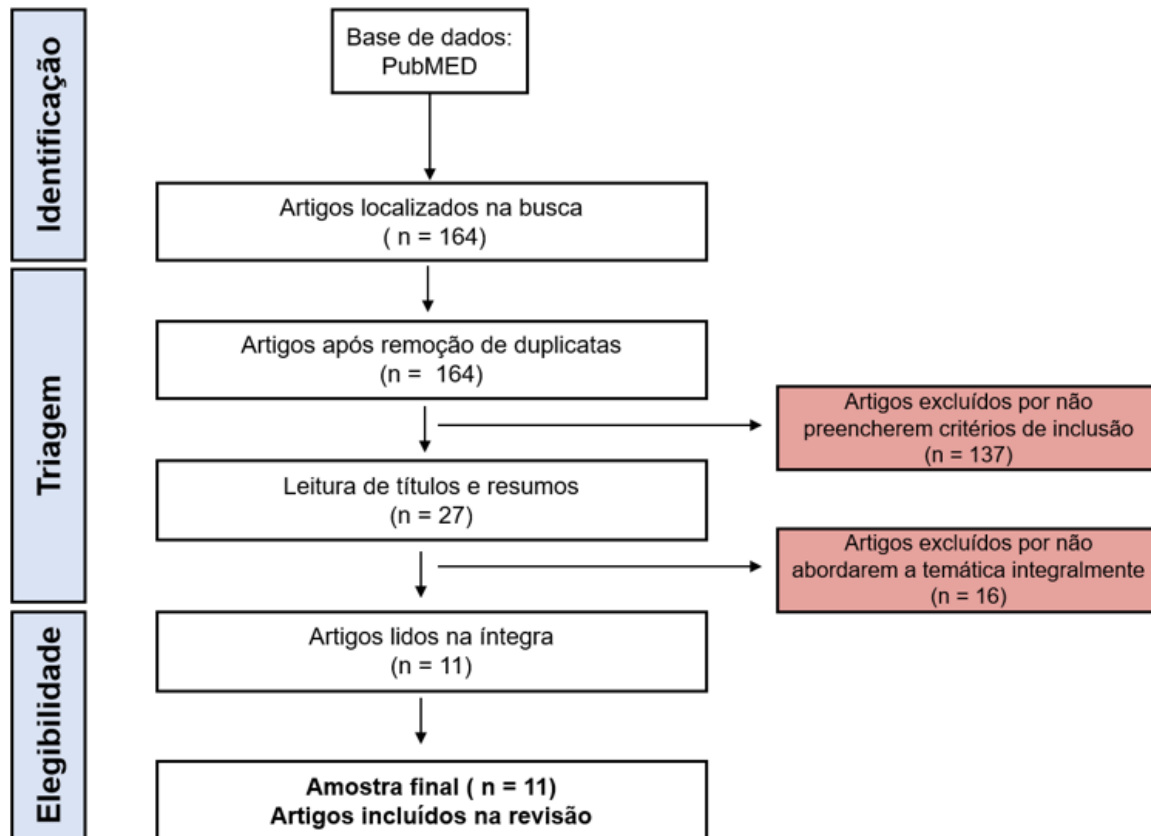 Identificação
Base de dados:
PubMED
Artigos localizados na busca
( n = 164)
Triagem
Artigos após remoção de duplicatas
(n = 164)
Artigos excluídos por não
preencherem critérios de inclusão
(n = 137)
Leitura de títulos e resumos
(n = 27)
Artigos excluídos por não
abordarem a temática integralmente
(n = 16)
Elegibilidade
Artigos lidos na íntegra
(n = 11)
Amostra final ( n = 11)
Artigos incluídos na revisão